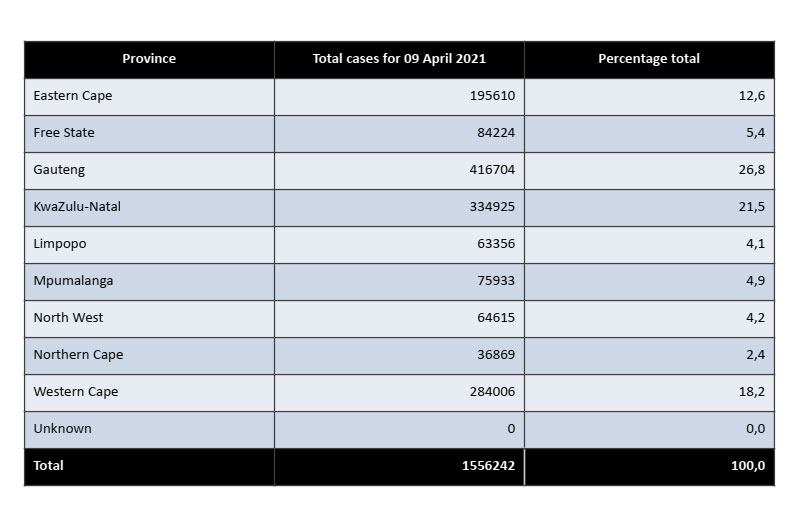 Province Total cases for 09 April 2021 Percentage total
Eastern Cape 195610 12,6
Free State 84224 5,4
Gauteng 416704 26,8
KwaZulu-Natal 334925 21,5
Limpopo 63356 4,1
Mpumalanga 75933 4,9
North West 64615 4,2
Northern Cape 36869 2,4
Western Cape 284006 18,2
Unknown 0 0,0
Total 1556242 100,0